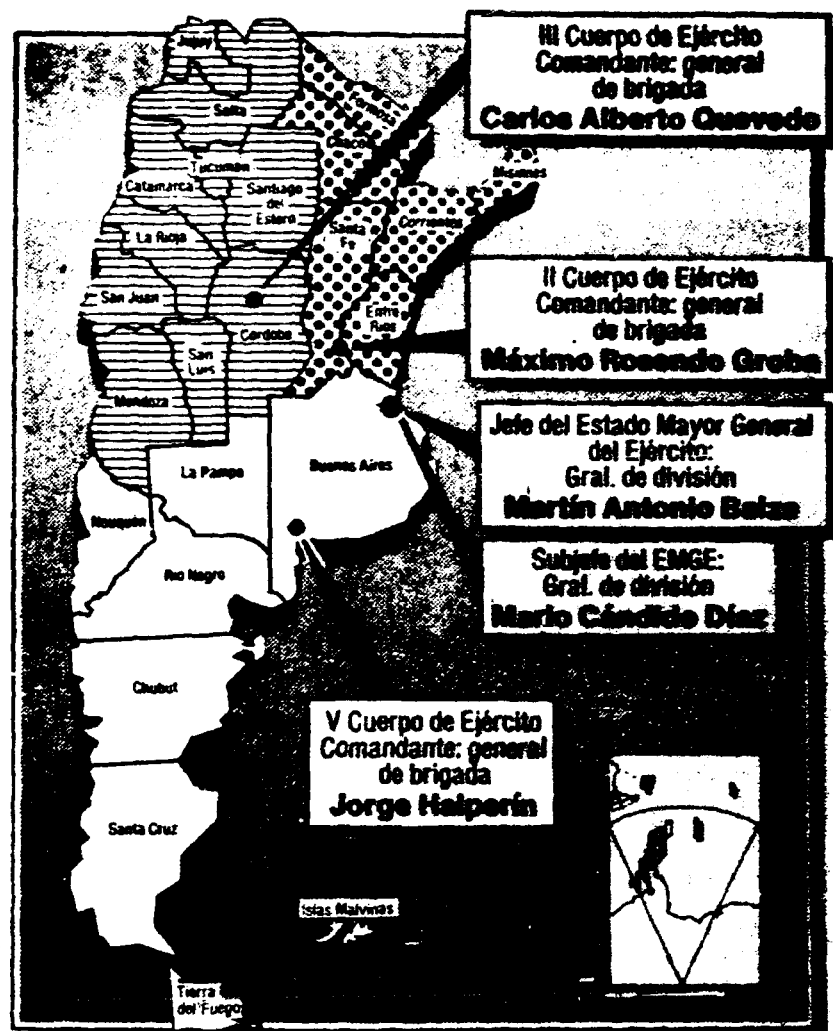 III Cuerpo de Ejército
Comandante: general
de brigada
Carlos Alberto Quevedo
II Cuerpo de Ejército
Comandante: general
de brigada
Máximo Rosendo Groba
Jefe del Estado Mayor General
del Ejército:
Gral. de división
Martín Antonio Balza
Subjefe del EMGE:
Gral. de división
Mario Cándido Díaz
V Cuerpo de Ejército
Comandante: general
de brigada
Jorge Halperín
Jujuy
Salta
Formosa
Chaco
Misiones
Tucumán
Catamarca
Santiago
del
Estero
Corrientes
Santa
Fe
La Rioja
San Juan
Córdoba
Entre
Ríos
San
Luis
Mendoza
La Pampa
Buenos Aires
Neuquén
Río Negro
Chubut
Santa Cruz
Islas Malvinas
Tierra
del Fuego